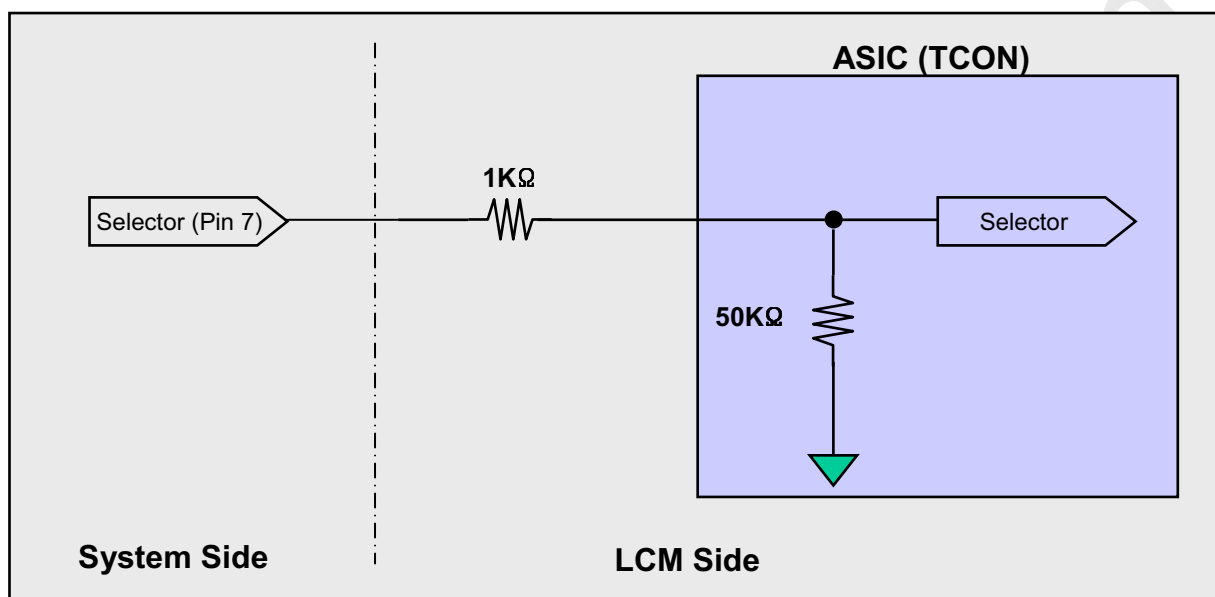 ASIC (TCON)
1KΩ
Selector (Pin 7)
Selector
50KΩ
System Side
LCM Side